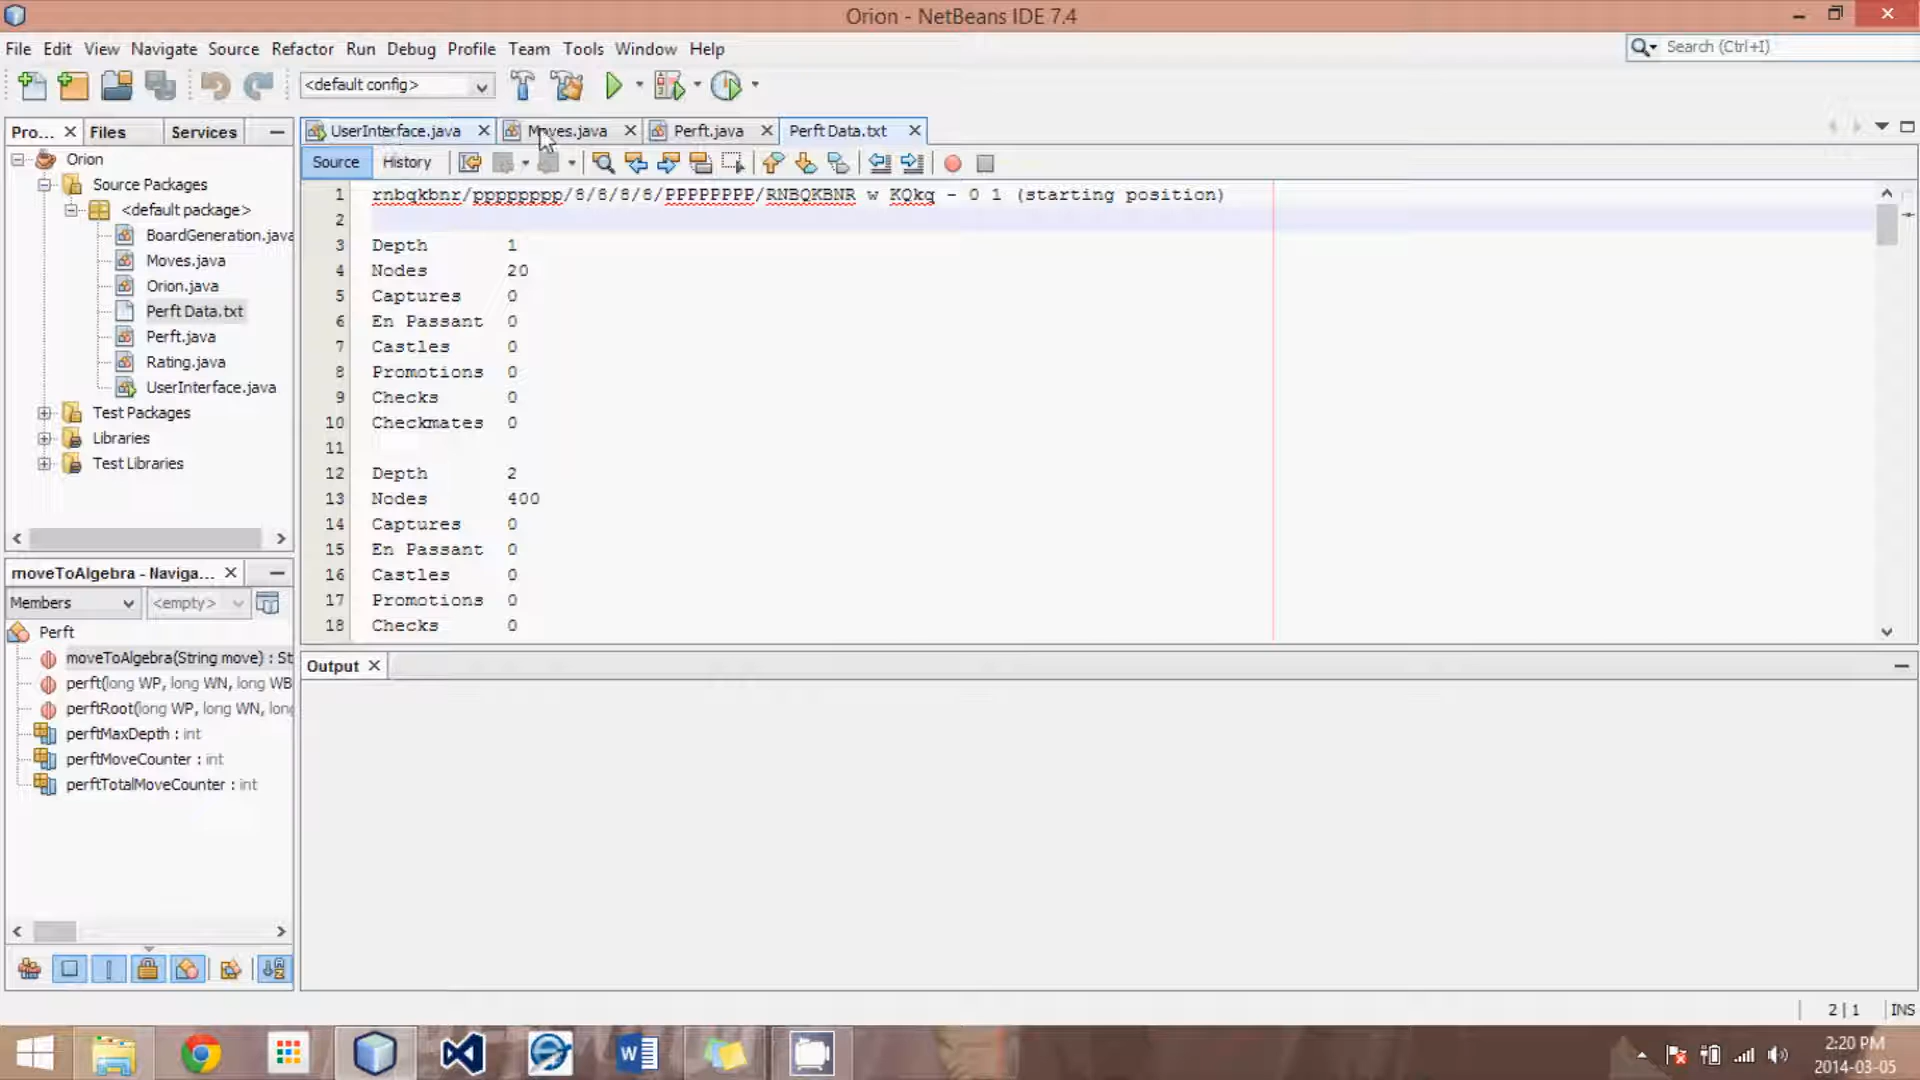 Orion - NetBeans IDE 7.4
File Edit View Navigate Source Refactor Run Debug Profile Team Tools Window Help
Search (Ctrl+I)
<default config>
Pro... Files Services
UserInterface.java Moves.java Perft.java Perft Data.txt
Source History
Orion
Source Packages
<default package>
BoardGeneration.java
Moves.java
Orion.java
Perft Data.txt
Perft.java
Rating.java
UserInterface.java
Test Packages
Libraries
Test Libraries
1 rnbqkbnr/pppppppp/8/8/8/8/PPPPPPPP/RNBQKBNR w KQkq - 0 1 (starting position)
2
3 Depth 1
4 Nodes 20
5 Captures 0
6 En Passant 0
7 Castles 0
8 Promotions 0
9 Checks 0
10 Checkmates 0
11
12 Depth 2
13 Nodes 400
14 Captures 0
15 En Passant 0
16 Castles 0
17 Promotions 0
18 Checks 0
moveToAlgebra - Naviga...
Members <empty>
Perft
moveToAlgebra(String move) : St
perft(long WP, long WN, long WB
perftRoot(long WP, long WN, long
perftMaxDepth : int
perftMoveCounter : int
perftTotalMoveCounter : int
Output
2 | 1 INS
2:20 PM
2014-03-05